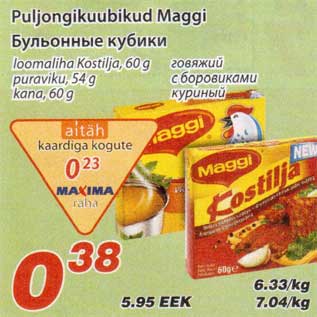 Puljongikuubikud Maggi
Бульонные кубики
loomaliha Kostilja, 60 g говяжий
puraviku, 54 g с боровиками
kana, 60 g куриный
aitäh
kaardiga kogute
0 23
MAXIMA
raha
Maggi
Maggi
NEW
Kostilja
60g e
0 38
5.95 EEK
6.33/kg
7.04/kg